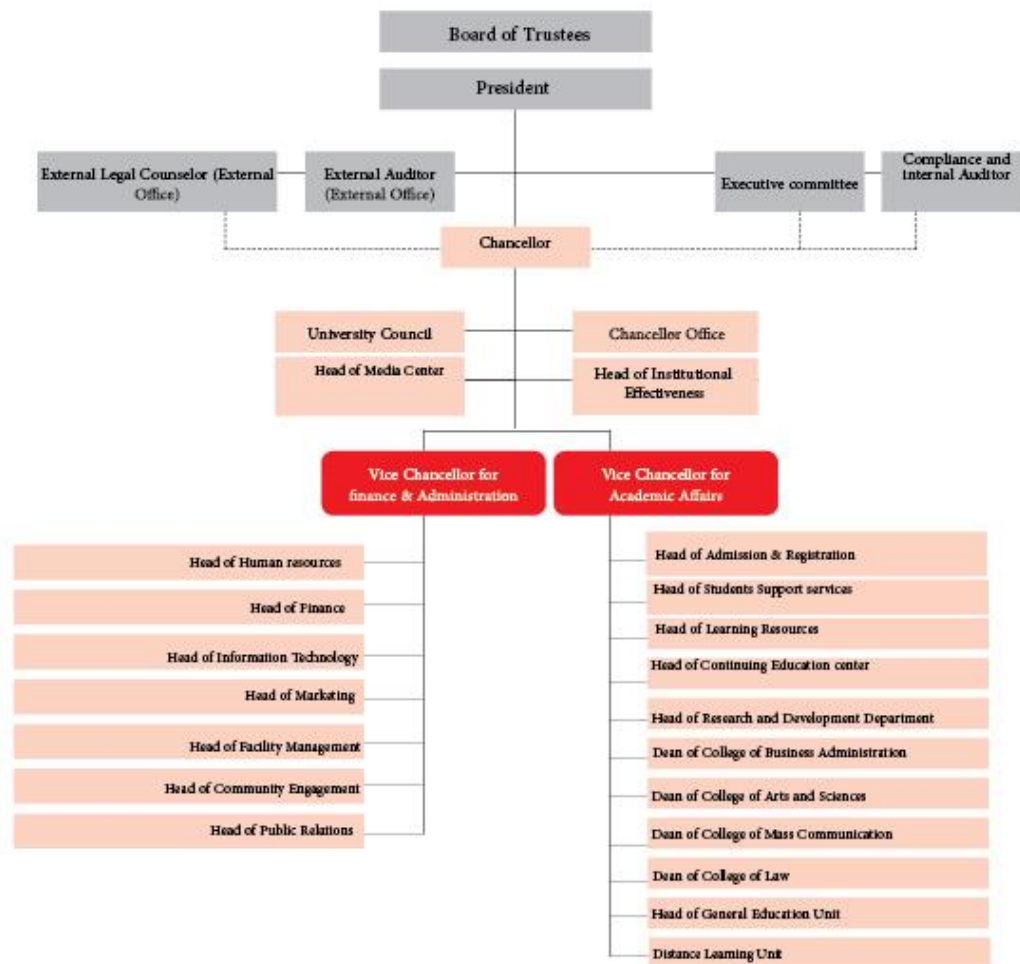 Board of Trustees
President
External Legal Counselor (External
Office)
External Auditor
(External Office)
Executive committee
Compliance and
internal Auditor
Chancellor
University Council
Chancellor Office
Head of Media Center
Head of Institutional
Effectiveness
Vice Chancellor for
finance & Administration
Vice Chancellor for
Academic Affairs
Head of Human resources
Head of Finance
Head of Information Technology
Head of Marketing
Head of Facility Management
Head of Community Engagement
Head of Public Relations
Head of Admission & Registration
Head of Students Support services
Head of Learning Resources
Head of Continuing Education center
Head of Research and Development Department
Dean of College of Business Administration
Dean of College of Arts and Sciences
Dean of College of Mass Communication
Dean of College of Law
Head of General Education Unit
Distance Learning Unit